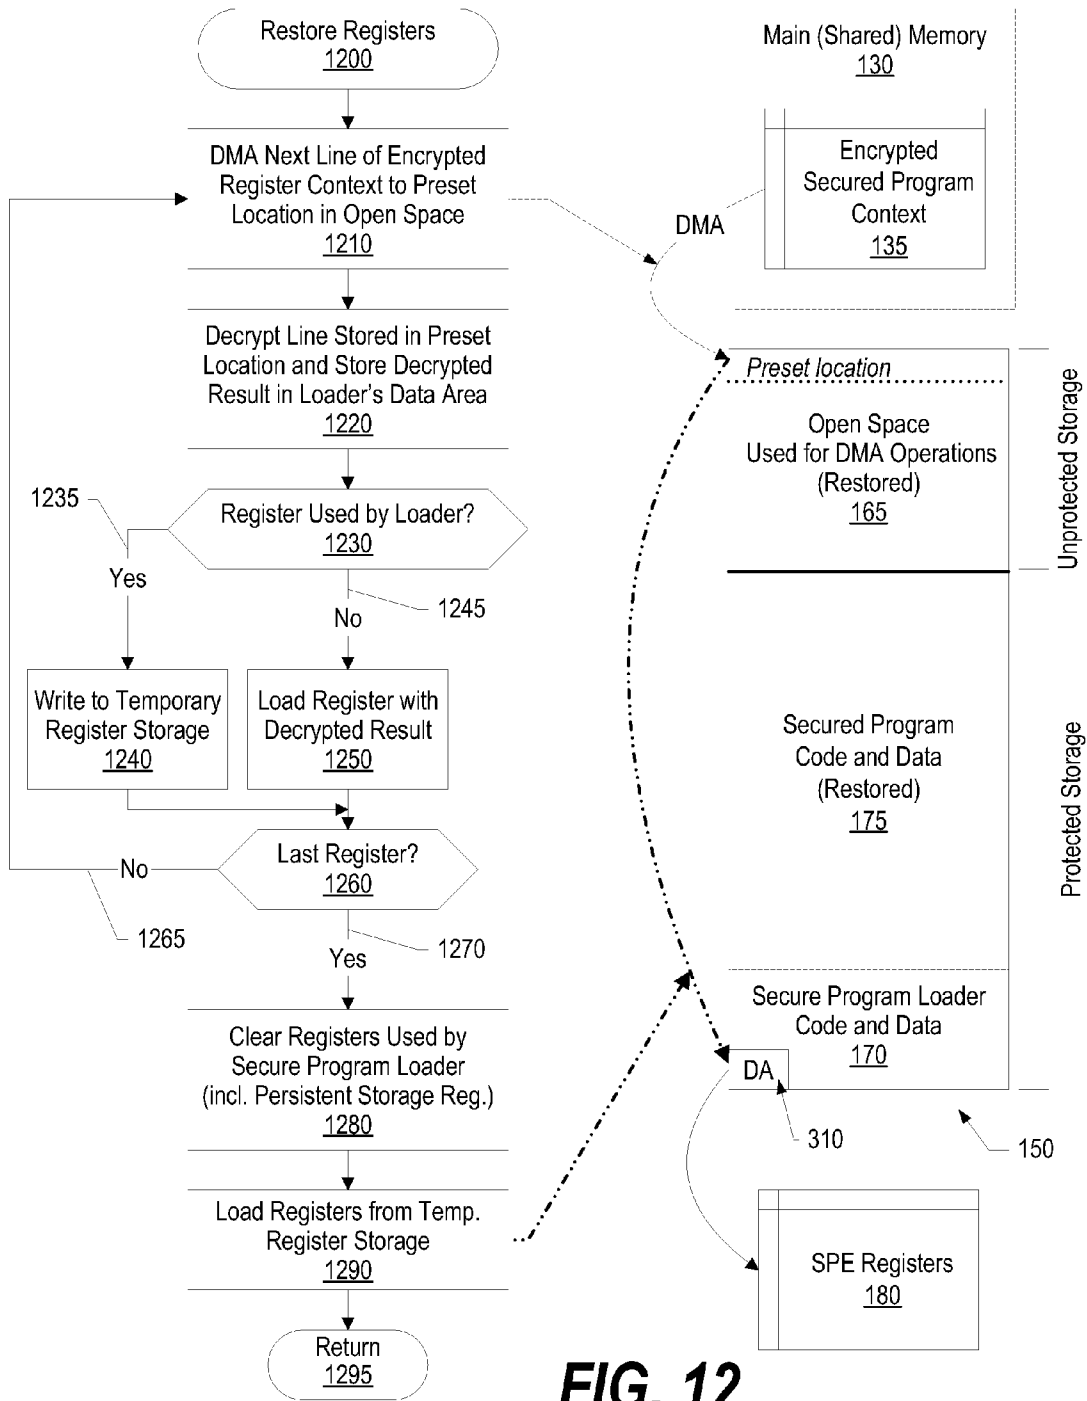 Restore Registers
1200
DMA Next Line of Encrypted
Register Context to Preset
Location in Open Space
1210
Decrypt Line Stored in Preset
Location and Store Decrypted
Result in Loader's Data Area
1220
1235
Register Used by Loader?
1230
Yes
1245
No
Write to Temporary
Register Storage
1240
Load Register with
Decrypted Result
1250
Last Register?
1260
No
1265
1270
Yes
Clear Registers Used by
Secure Program Loader
(incl. Persistent Storage Reg.)
1280
Load Registers from Temp.
Register Storage
1290
Return
1295
Main (Shared) Memory
130
Encrypted
Secured Program
Context
135
DMA
Preset location
Open Space
Used for DMA Operations
(Restored)
165
Unprotected Storage
Secured Program
Code and Data
(Restored)
175
Protected Storage
Secure Program Loader
Code and Data
170
DA
310
150
SPE Registers
180
FIG. 12